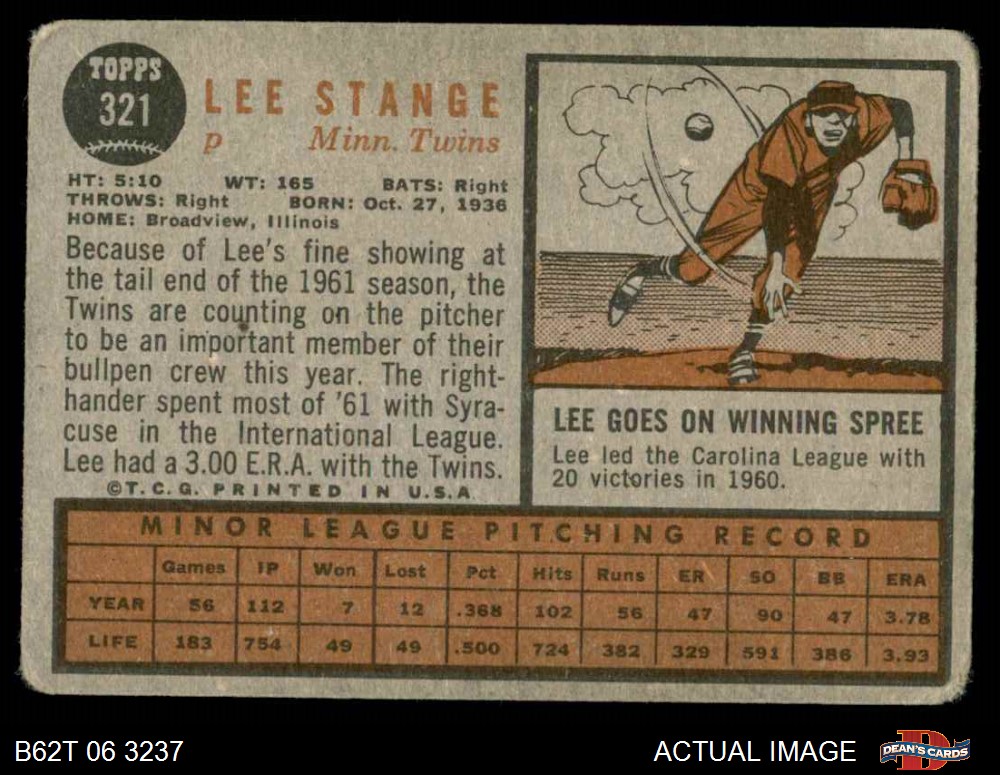 TOPPS
321
LEE STANGE
p Minn. Twins
HT: 5:10 WT: 165 BATS: Right
THROWS: Right BORN: Oct. 27, 1936
HOME: Broadview, Illinois
Because of Lee's fine showing at
the tail end of the 1961 season, the
Twins are counting on the pitcher
to be an important member of their
bullpen crew this year. The right-
hander spent most of '61 with Syra-
cuse in the International League.
Lee had a 3.00 E.R.A. with the Twins.
©T.C.G. PRINTED IN U.S.A.
LEE GOES ON WINNING SPREE
Lee led the Carolina League with
20 victories in 1960.
MINOR LEAGUE PITCHING RECORD
Games IP Won Lost Pct Hits Runs ER SO BB ERA
YEAR 56 112 7 12 .368 102 56 47 90 47 3.78
LIFE 183 754 49 49 .500 724 382 329 591 386 3.93
B62T 06 3237 ACTUAL IMAGE DEAN'S CARDS